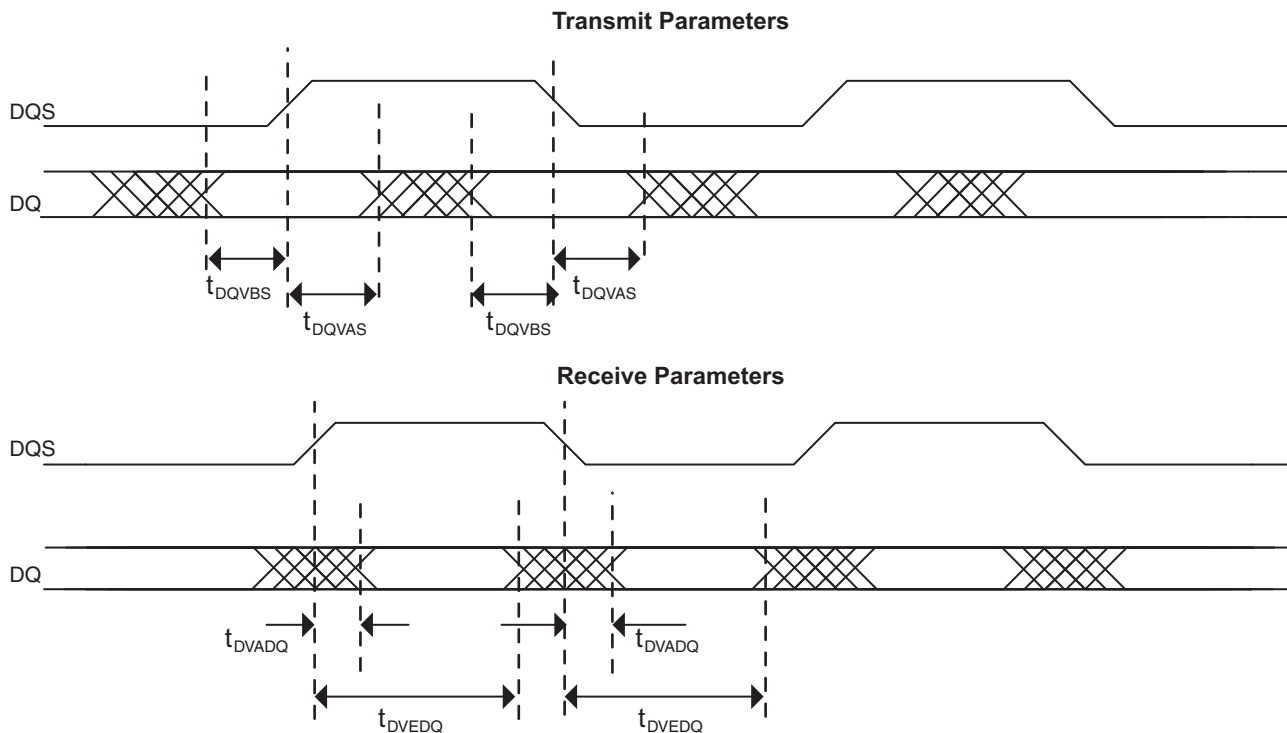 Transmit Parameters
DQS
DQ
tDQVBS
tDQVAS
tDQVBS
tDQVAS
Receive Parameters
DQS
DQ
tDVADQ
tDVADQ
tDVEDQ
tDVEDQ